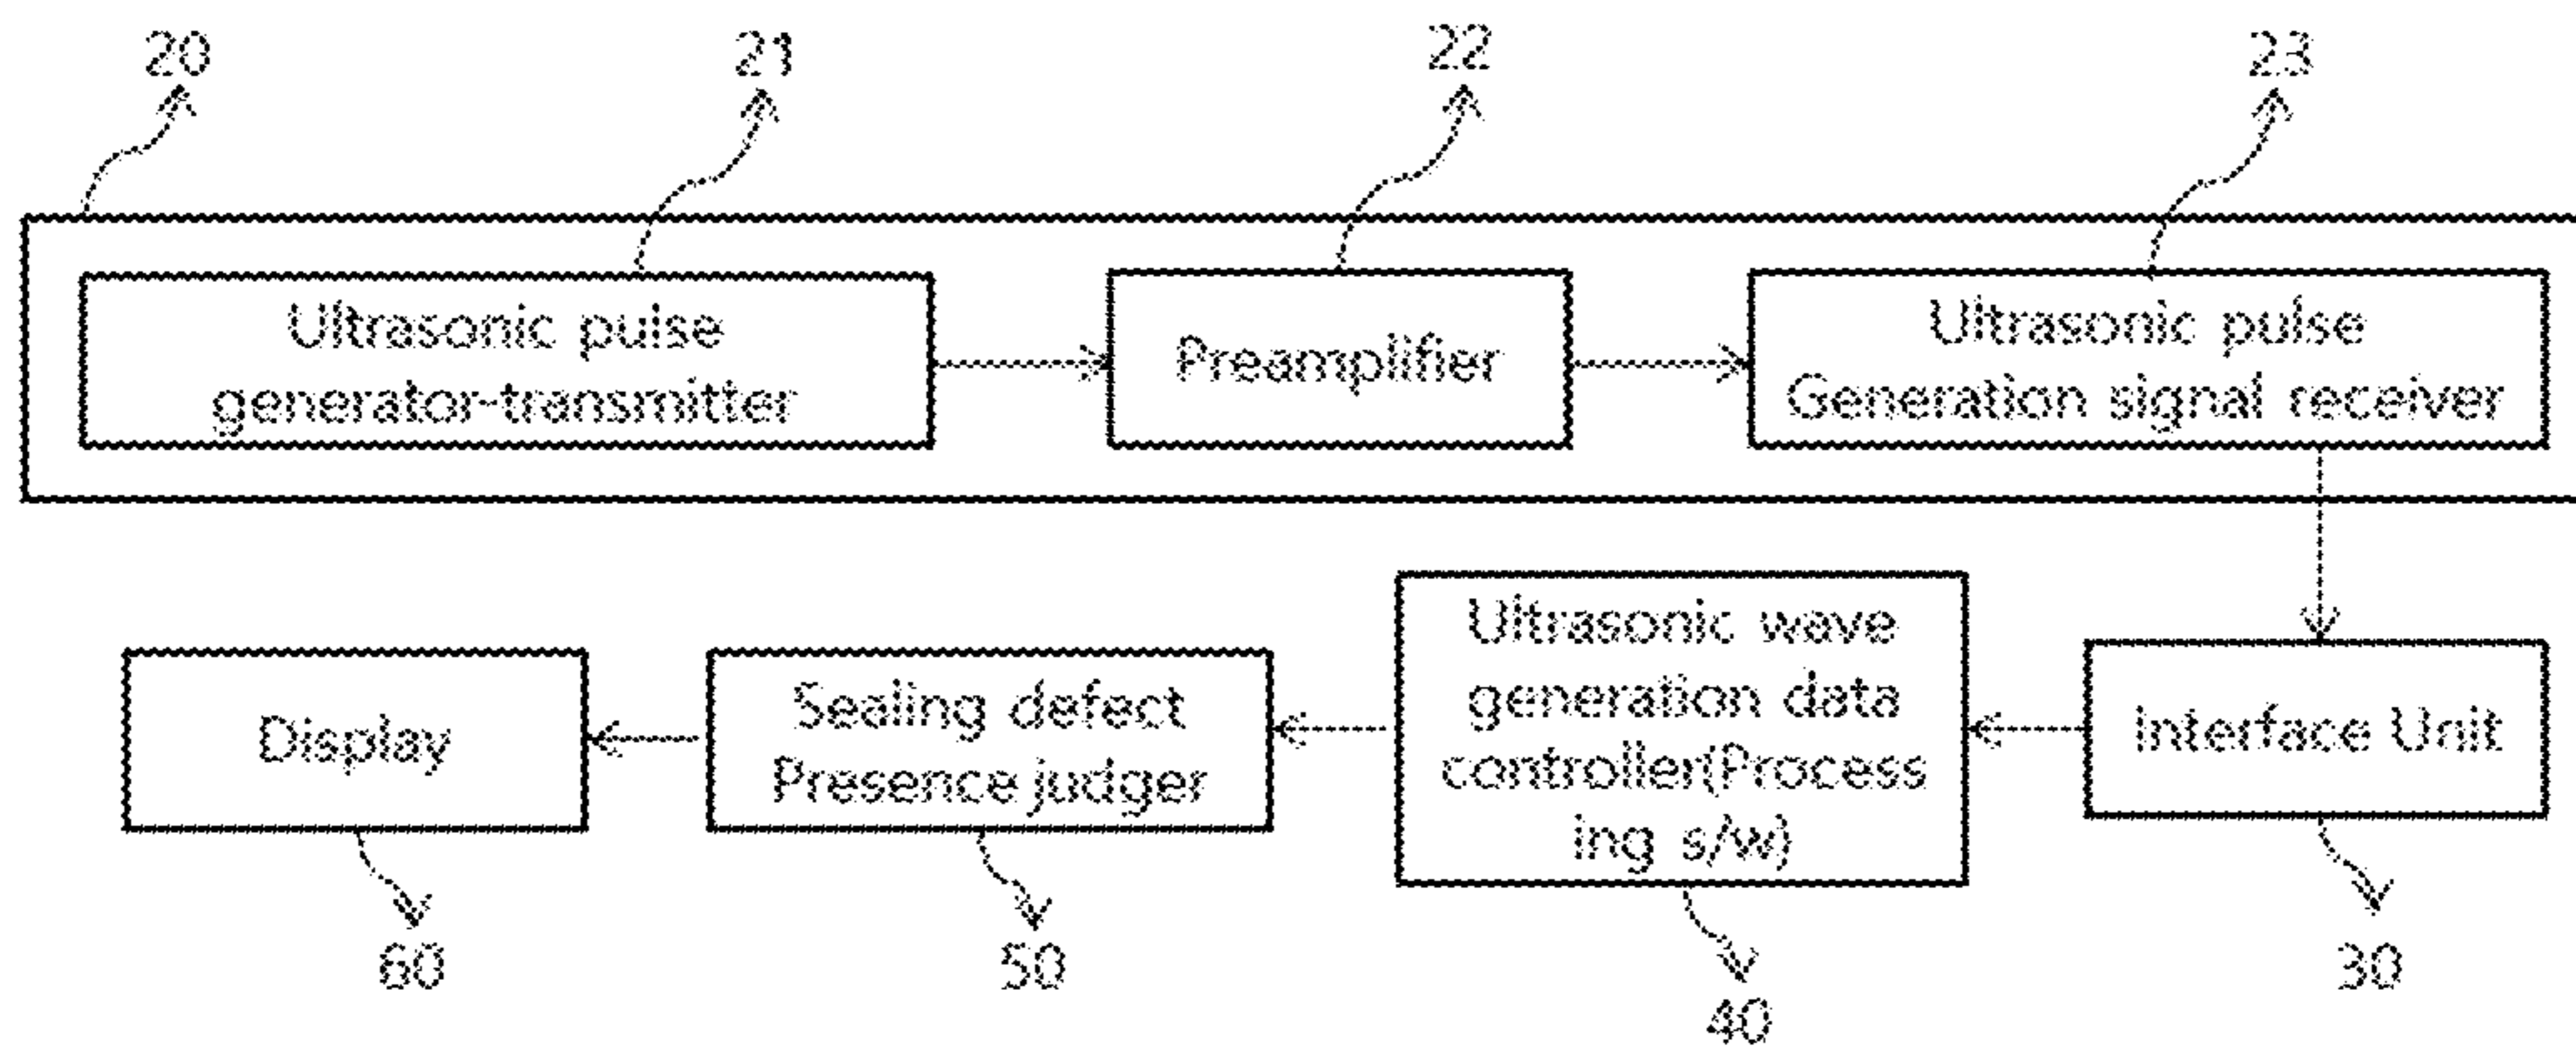 20
21
22
23
Ultrasonic pulse
generator-transmitter
Preamplifier
Ultrasonic pulse
Generation signal receiver
Display
Sealing defect
Presence judger
Ultrasonic wave
generation data
controller(Process
ing s/w)
Interface Unit
60
50
40
30